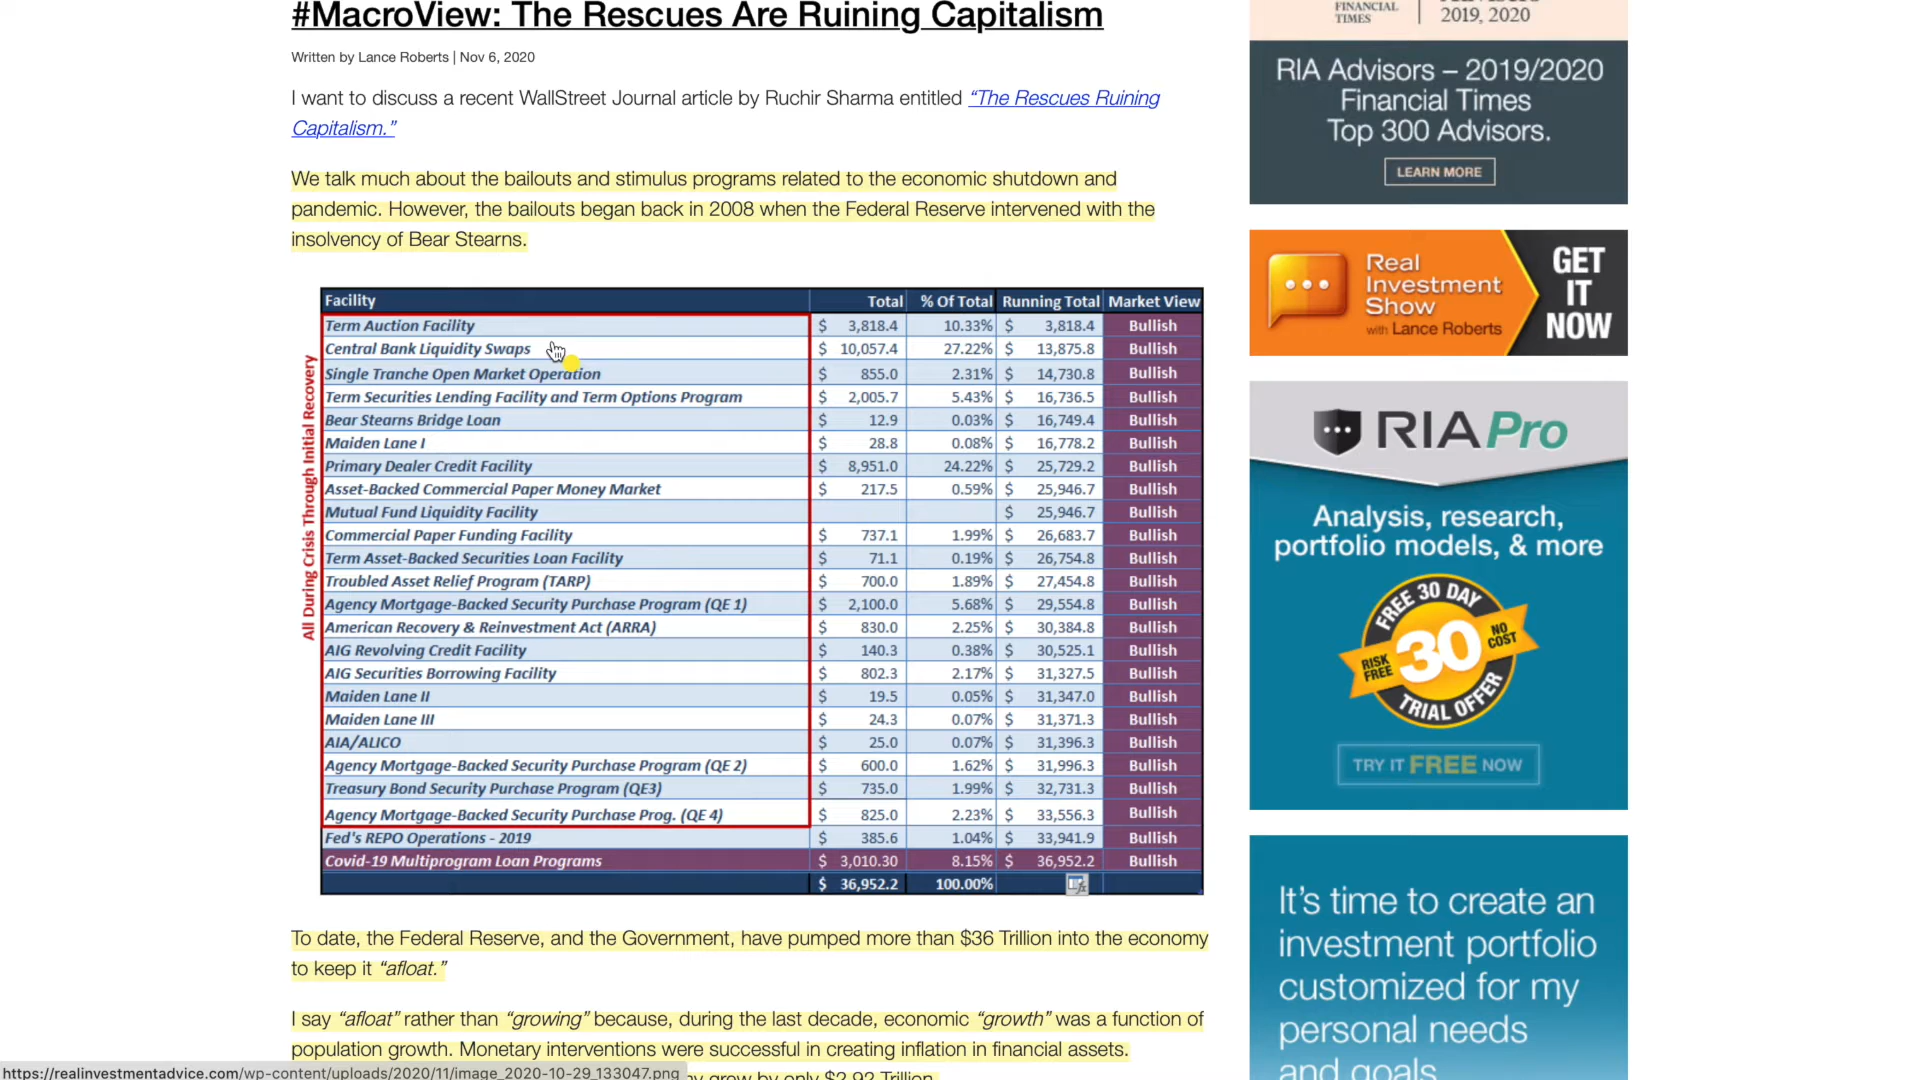 #MacroView: The Rescues Are Ruining Capitalism
Written by Lance Roberts | Nov 6, 2020
I want to discuss a recent WallStreet Journal article by Ruchir Sharma entitled “The Rescues Ruining
Capitalism.”
We talk much about the bailouts and stimulus programs related to the economic shutdown and
pandemic. However, the bailouts began back in 2008 when the Federal Reserve intervened with the
insolvency of Bear Stearns.
All During Crisis Through Initial Recovery
Facility Total % Of Total Running Total Market View
Term Auction Facility $ 3,818.4 10.33% $ 3,818.4 Bullish
Central Bank Liquidity Swaps $ 10,057.4 27.22% $ 13,875.8 Bullish
Single Tranche Open Market Operation $ 855.0 2.31% $ 14,730.8 Bullish
Term Securities Lending Facility and Term Options Program $ 2,005.7 5.43% $ 16,736.5 Bullish
Bear Stearns Bridge Loan $ 12.9 0.03% $ 16,749.4 Bullish
Maiden Lane I $ 28.8 0.08% $ 16,778.2 Bullish
Primary Dealer Credit Facility $ 8,951.0 24.22% $ 25,729.2 Bullish
Asset-Backed Commercial Paper Money Market $ 217.5 0.59% $ 25,946.7 Bullish
Mutual Fund Liquidity Facility $ 25,946.7 Bullish
Commercial Paper Funding Facility $ 737.1 1.99% $ 26,683.7 Bullish
Term Asset-Backed Securities Loan Facility $ 71.1 0.19% $ 26,754.8 Bullish
Troubled Asset Relief Program (TARP) $ 700.0 1.89% $ 27,454.8 Bullish
Agency Mortgage-Backed Security Purchase Program (QE 1) $ 2,100.0 5.68% $ 29,554.8 Bullish
American Recovery & Reinvestment Act (ARRA) $ 830.0 2.25% $ 30,384.8 Bullish
AIG Revolving Credit Facility $ 140.3 0.38% $ 30,525.1 Bullish
AIG Securities Borrowing Facility $ 802.3 2.17% $ 31,327.5 Bullish
Maiden Lane II $ 19.5 0.05% $ 31,347.0 Bullish
Maiden Lane III $ 24.3 0.07% $ 31,371.3 Bullish
AIA/ALICO $ 25.0 0.07% $ 31,396.3 Bullish
Agency Mortgage-Backed Security Purchase Program (QE 2) $ 600.0 1.62% $ 31,996.3 Bullish
Treasury Bond Security Purchase Program (QE3) $ 735.0 1.99% $ 32,731.3 Bullish
Agency Mortgage-Backed Security Purchase Prog. (QE 4) $ 825.0 2.23% $ 33,556.3 Bullish
Fed's REPO Operations - 2019 $ 385.6 1.04% $ 33,941.9 Bullish
Covid-19 Multiprogram Loan Programs $ 3,010.30 8.15% $ 36,952.2 Bullish
$ 36,952.2 100.00%
To date, the Federal Reserve, and the Government, have pumped more than $36 Trillion into the economy
to keep it “afloat.”
I say “afloat” rather than “growing” because, during the last decade, economic “growth” was a function of
population growth. Monetary interventions were successful in creating inflation in financial assets.
grow by only $2.92 Trillion.
https://realinvestmentadvice.com/wp-content/uploads/2020/11/image_2020-10-29_133047.png
FINANCIAL
TIMES
2019, 2020
RIA Advisors – 2019/2020
Financial Times
Top 300 Advisors.
LEARN MORE
Real
Investment
Show
with Lance Roberts
GET
IT
NOW
RIA Pro
Analysis, research,
portfolio models, & more
FREE 30 DAY
RISK
FREE
30
NO
COST
TRIAL OFFER
TRY IT FREE NOW
It’s time to create an
investment portfolio
customized for my
personal needs
and goals